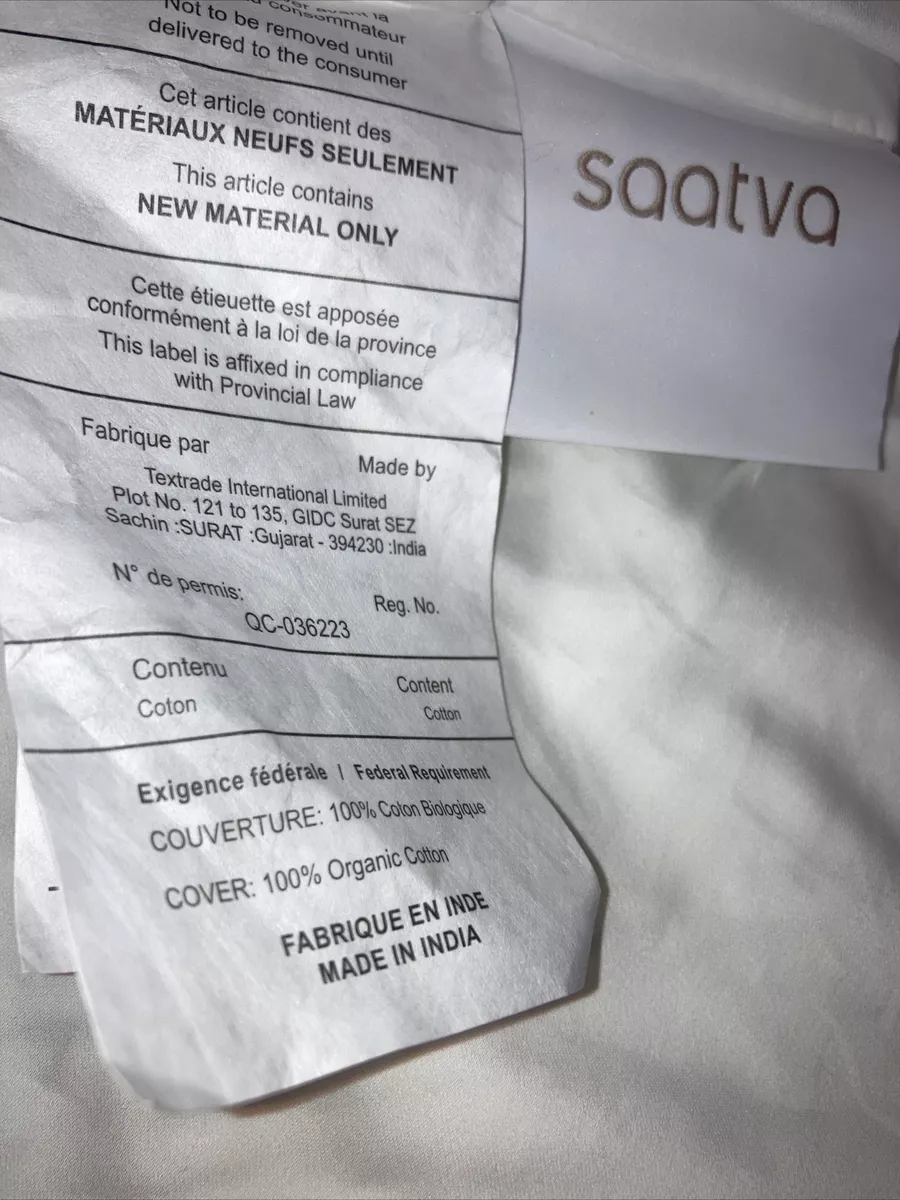 la
consommateur
Not to be removed until
delivered to the consumer
Cet article contient des
MATÉRIAUX NEUFS SEULEMENT
This article contains
NEW MATERIAL ONLY
Cette étieuette est apposée
conformément à la loi de la province
This label is affixed in compliance
with Provincial Law
Fabrique par
Made by
Textrade International Limited
Plot No. 121 to 135, GIDC Surat SEZ
Sachin :SURAT :Gujarat - 394230 :India
N° de permis:
Reg. No.
QC-036223
Contenu
Content
Coton
Cotton
Exigence fédérale | Federal Requirement
COUVERTURE: 100% Coton Biologique
COVER: 100% Organic Cotton
FABRIQUE EN INDE
MADE IN INDIA
saatva